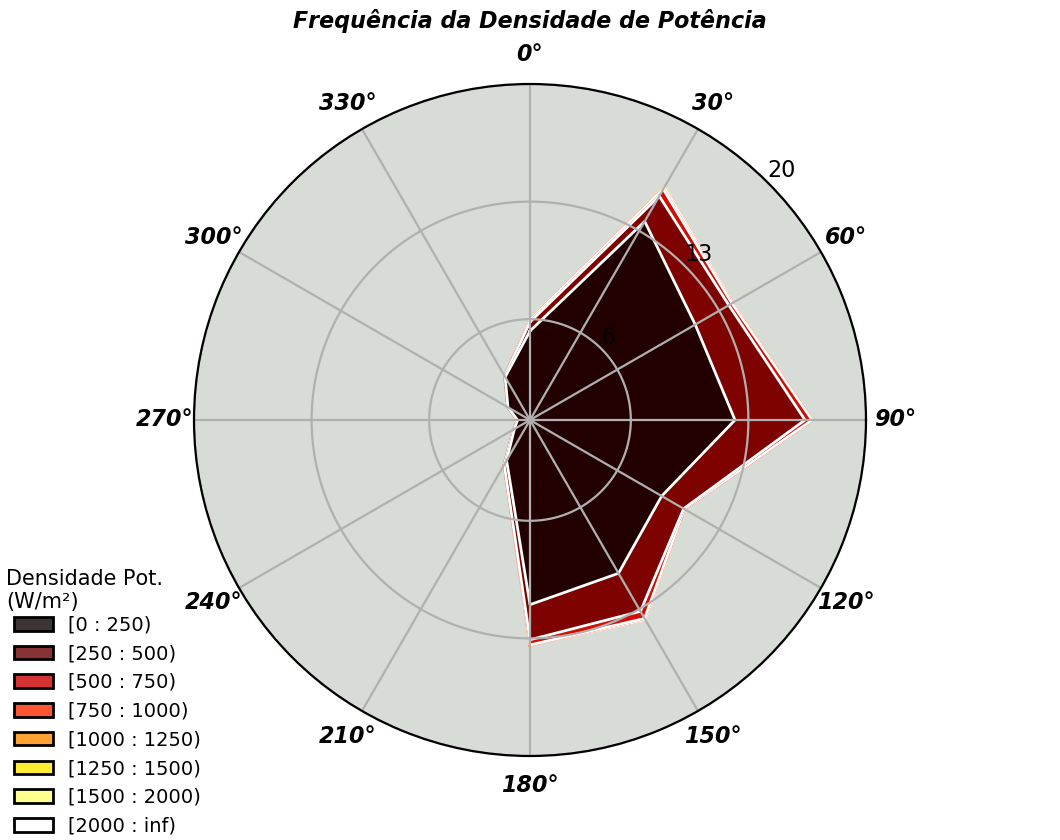 Frequência da Densidade de Potência
0°
30°
60°
90°
120°
150°
180°
210°
240°
270°
300°
330°
6
13
20
Densidade Pot.
(W/m²)
[0 : 250)
[250 : 500)
[500 : 750)
[750 : 1000)
[1000 : 1250)
[1250 : 1500)
[1500 : 2000)
[2000 : inf)